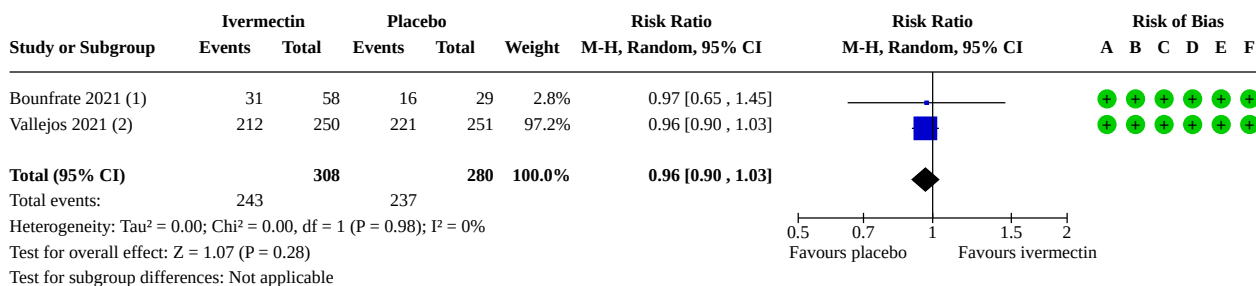 Ivermectin Placebo Risk Ratio Risk Ratio Risk of Bias
Study or Subgroup Events Total Events Total Weight M-H, Random, 95% CI M-H, Random, 95% CI A B C D E F
Bounfrate 2021 (1) 31 58 16 29 2.8% 0.97 [0.65 , 1.45] + + + + + +
Vallejos 2021 (2) 212 250 221 251 97.2% 0.96 [0.90 , 1.03] + + + + + +
Total (95% CI) 308 280 100.0% 0.96 [0.90 , 1.03]
Total events: 243 237
Heterogeneity: Tau² = 0.00; Chi² = 0.00, df = 1 (P = 0.98); I² = 0%
0.5 0.7 1 1.5 2
Test for overall effect: Z = 1.07 (P = 0.28)
Favours placebo Favours ivermectin
Test for subgroup differences: Not applicable